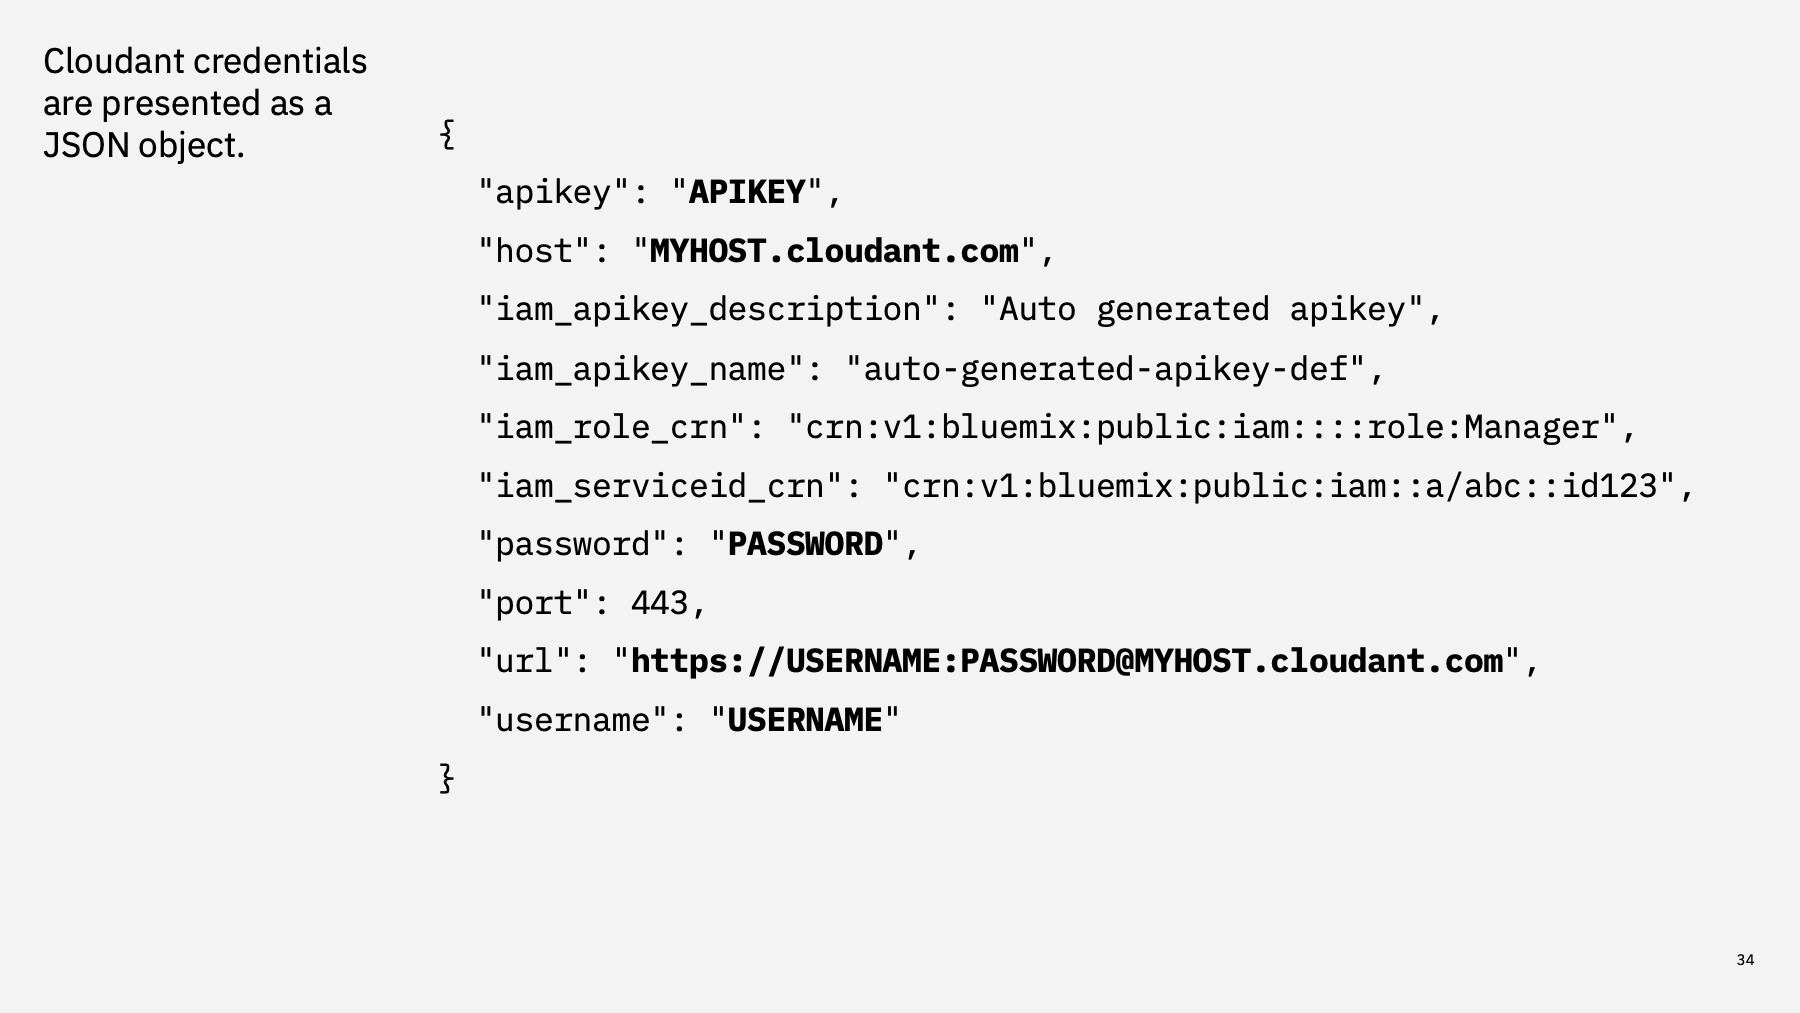 Cloudant credentials
are presented as a
JSON object.
{
"apikey": "APIKEY",
"host": "MYHOST.cloudant.com",
"iam_apikey_description": "Auto generated apikey",
"iam_apikey_name": "auto-generated-apikey-def",
"iam_role_crn": "crn:v1:bluemix:public:iam::::role:Manager",
"iam_serviceid_crn": "crn:v1:bluemix:public:iam::a/abc::id123",
"password": "PASSWORD",
"port": 443,
"url": "https://USERNAME:PASSWORD@MYHOST.cloudant.com",
"username": "USERNAME"
}
34